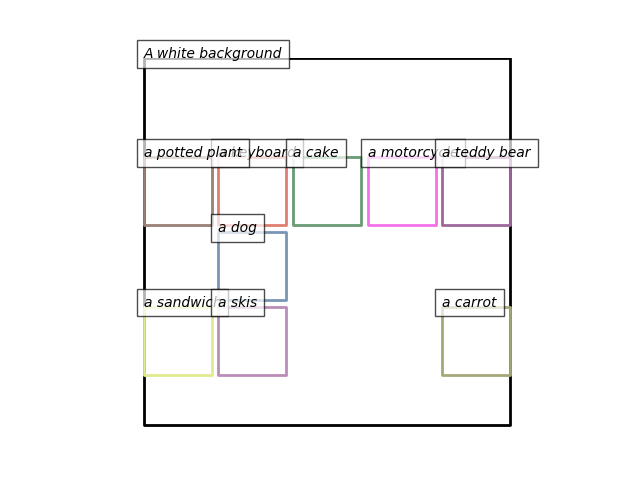 A white background
a potted plant
keyboard
a cake
a motorcycle
a teddy bear
a dog
a sandwich
a skis
a carrot